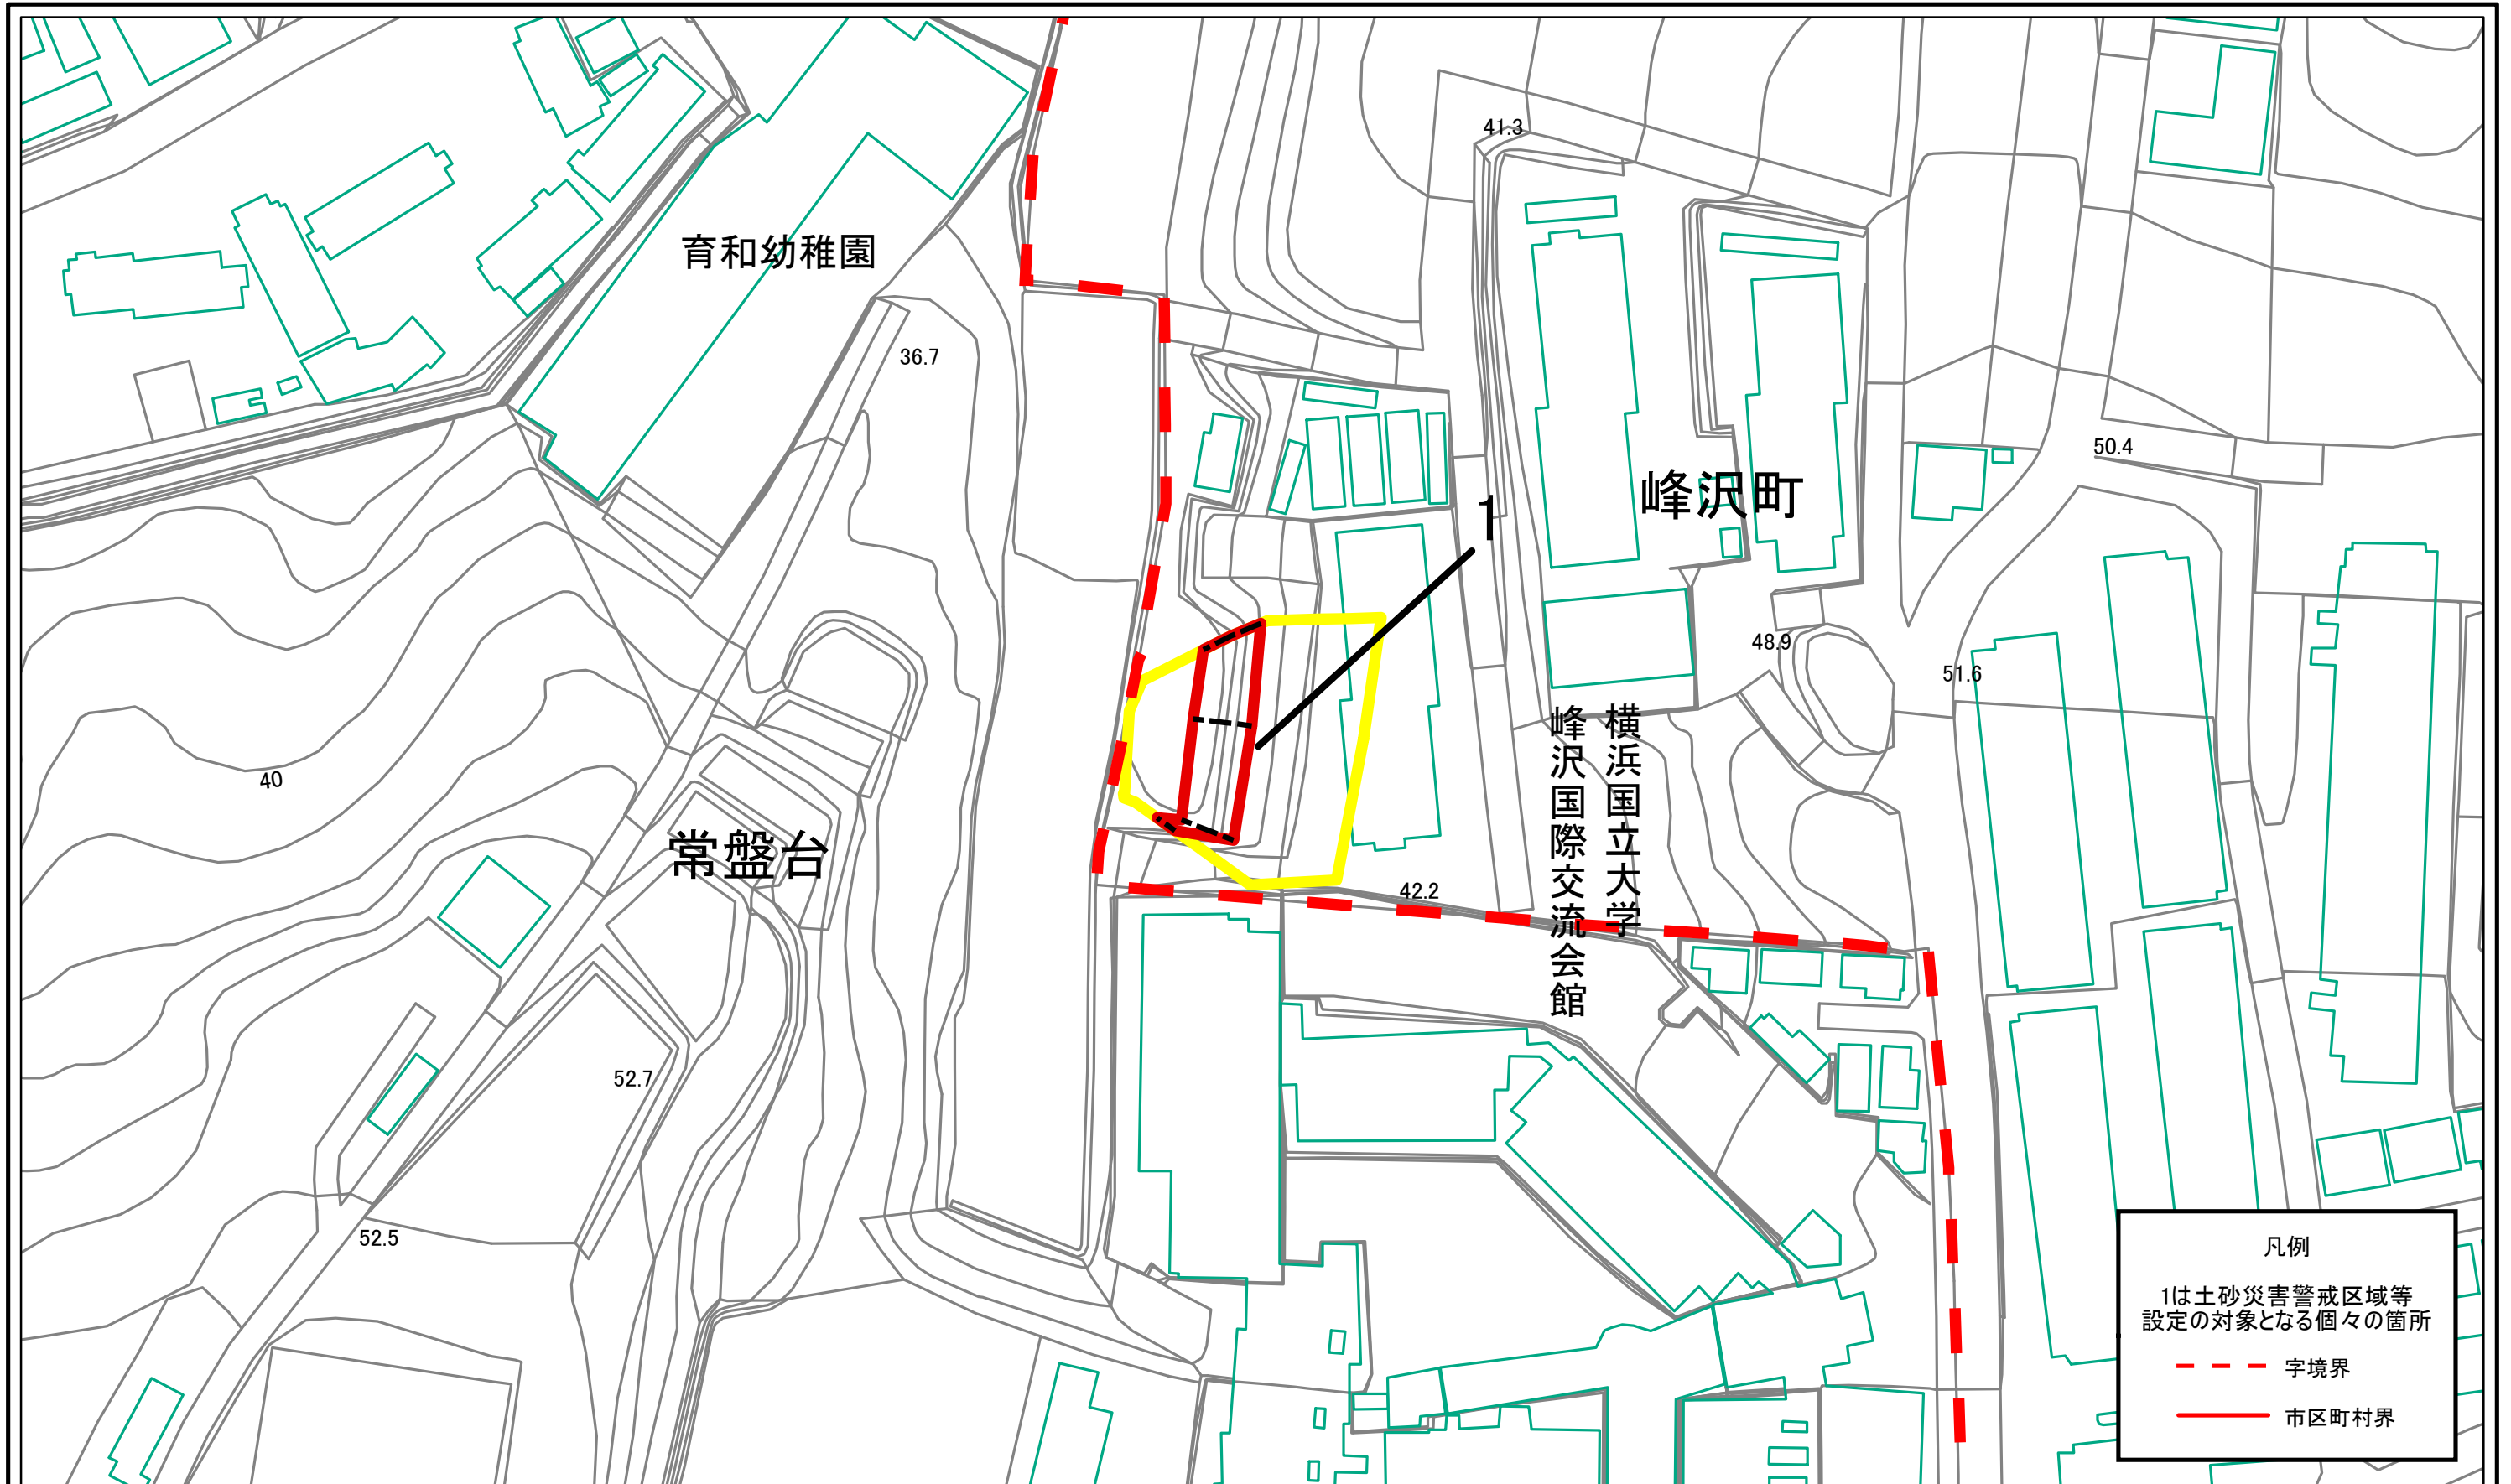 41.3
育和幼稚園
36.7
50.4
峰沢町
1
48.9
51.6
横浜国立大学
峰沢国際交流会館
40
常盤台
42.2
52.7
52.5
凡例
1は土砂災害警戒区域等
設定の対象となる個々の箇所
字境界
市区町村界